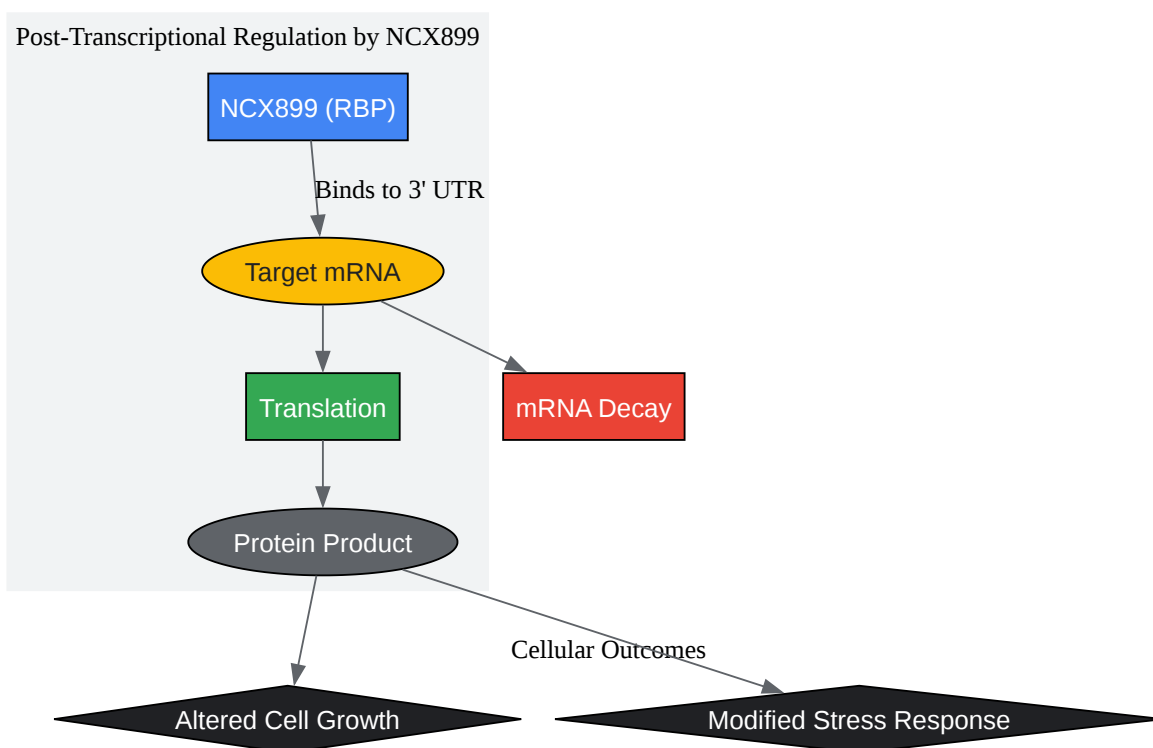 Post-Transcriptional Regulation by NCX899
NCX899 (RBP)
Binds to 3' UTR
Target mRNA
Translation
mRNA Decay
Protein Product
Cellular Outcomes
Altered Cell Growth
Modified Stress Response